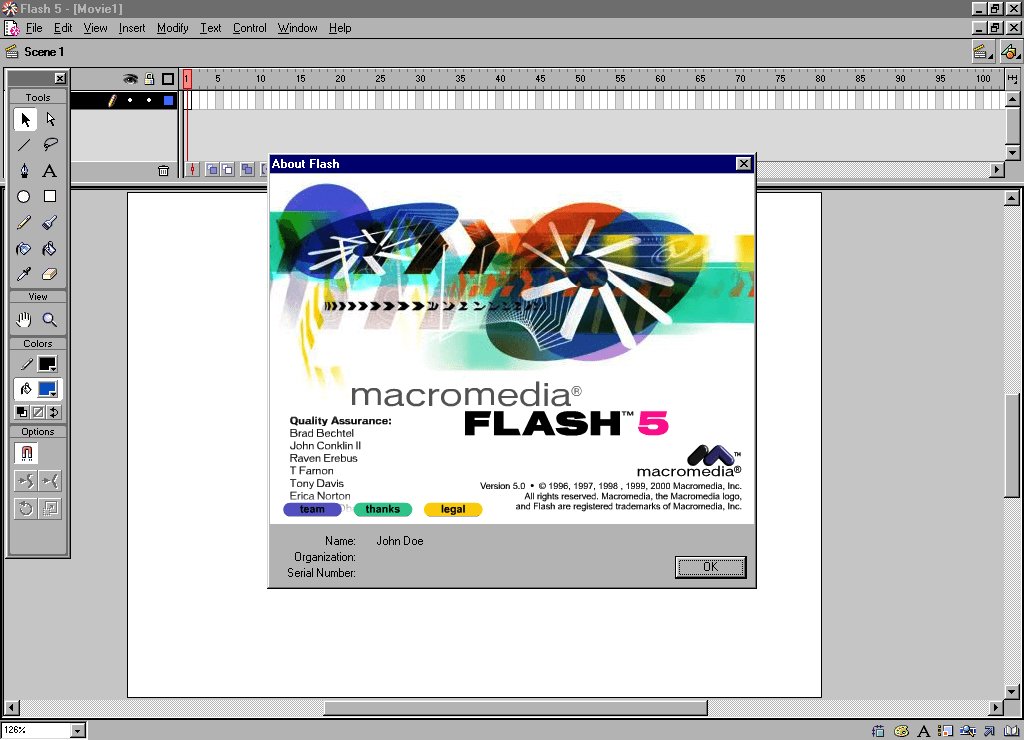 Flash 5 - [Movie1]
File Edit View Insert Modify Text Control Window Help
Scene 1
1 5 10 15 20 25 30 35 40 45 50 55 60 65 70 75 80 85 90 95 100
Tools
A
View
Colors
Options
About Flash
macromedia®
FLASH™ 5
Quality Assurance:
Brad Bechtel
John Conklin II
Raven Erebus
T Farnon
Tony Davis
Erica Norton
team thanks legal
™
macromedia®
Version 5.0 • © 1996, 1997, 1998 , 1999, 2000 Macromedia, Inc.
All rights reserved. Macromedia, the Macromedia logo,
and Flash are registered trademarks of Macromedia, Inc.
Name: John Doe
Organization:
Serial Number:
OK
126%
A